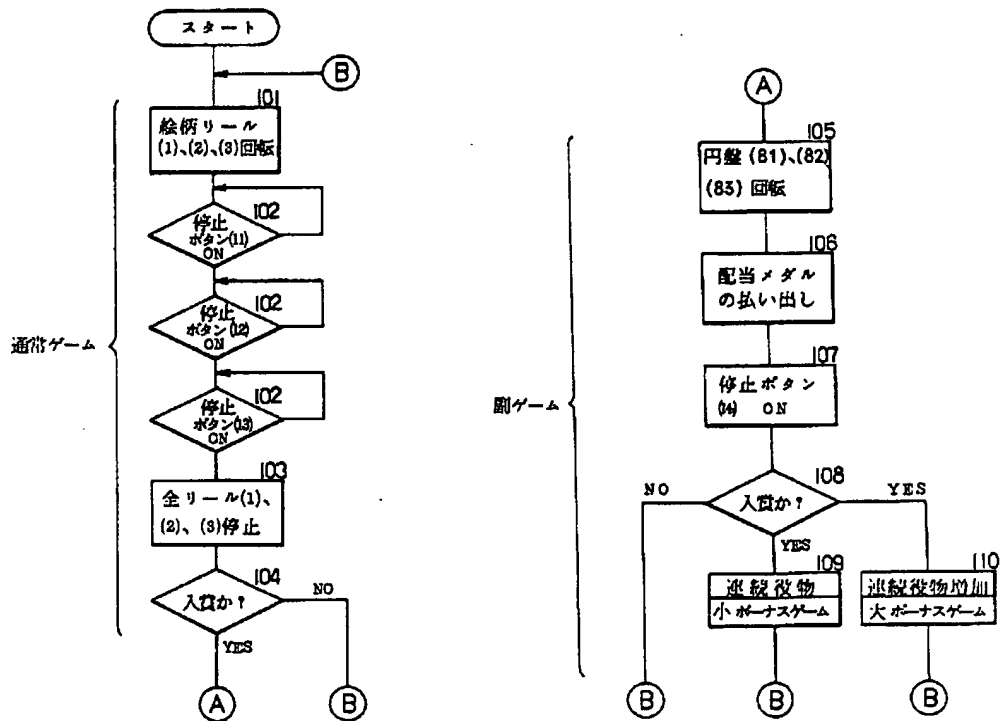 スタート
B
101
絵柄リール
(1)、(2)、(3)回転
102
停止
ボタン(11)
ON
102
停止
ボタン(12)
ON
102
停止
ボタン(13)
ON
通常ゲーム
103
全リール(1)、
(2)、(3)停止
104
入賞か?
NO
YES
A
B
A
105
円盤(81)、(82)
(83)回転
106
配当メダル
の払い出し
107
停止ボタン
(14) ON
副ゲーム
108
入賞か?
NO
YES
YES
109
連続役物
小ボーナスゲーム
110
連続役物増加
大ボーナスゲーム
B
B
B